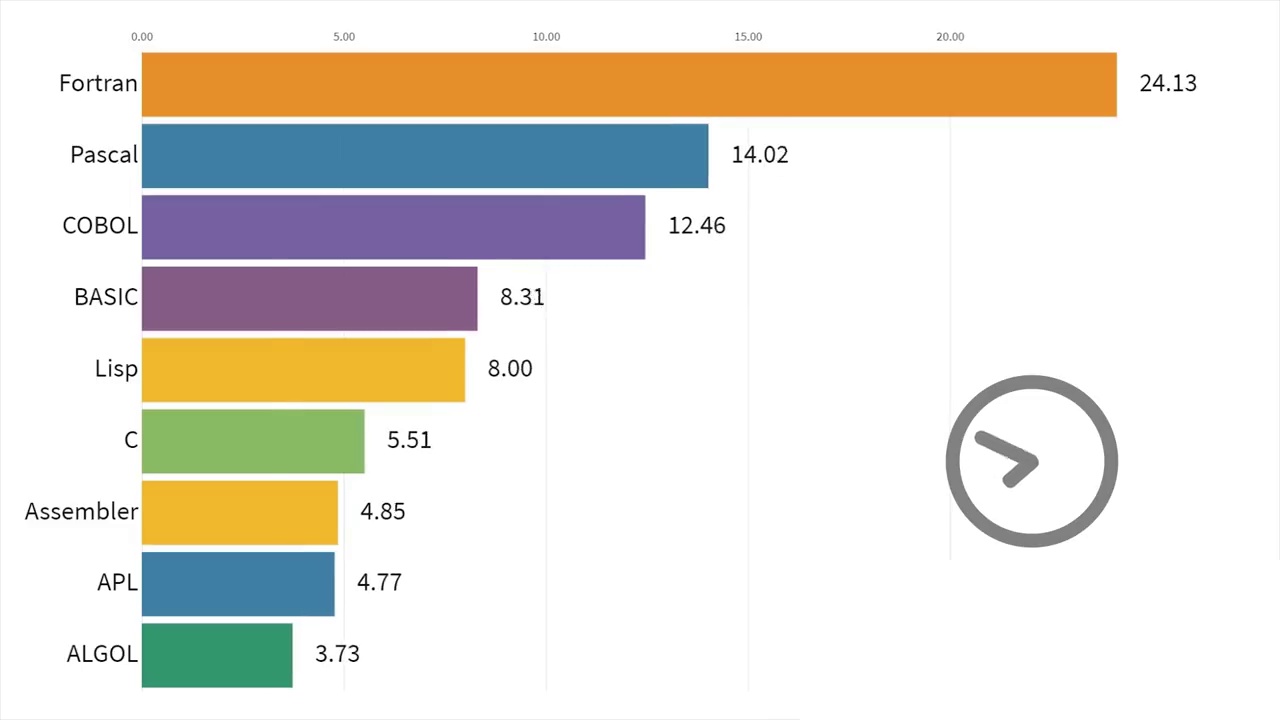 0.00 5.00 10.00 15.00 20.00
Fortran 24.13
Pascal 14.02
COBOL 12.46
BASIC 8.31
Lisp 8.00
C 5.51
Assembler 4.85
APL 4.77
ALGOL 3.73